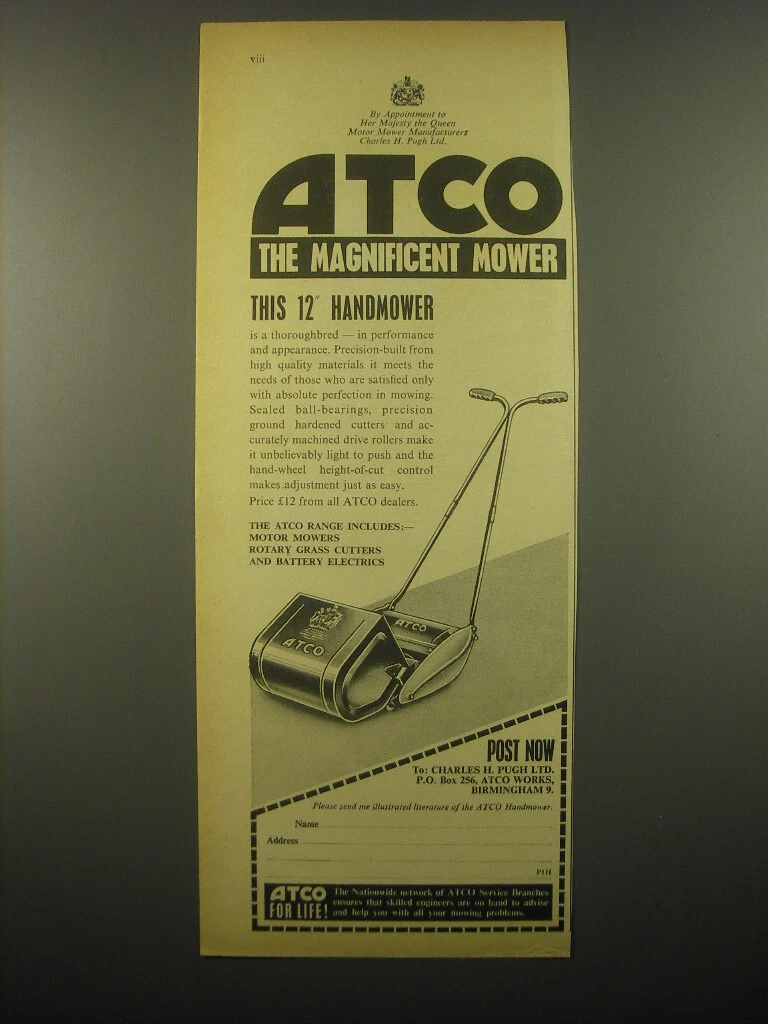 viii
By Appointment to
Her Majesty the Queen
Motor Mower Manufacturers
Charles H. Pugh Ltd.
ATCO
THE MAGNIFICENT MOWER
THIS 12" HANDMOWER
is a thoroughbred — in performance
and appearance. Precision-built from
high quality materials it meets the
needs of those who are satisfied only
with absolute perfection in mowing.
Sealed ball-bearings, precision
ground hardened cutters and ac-
curately machined drive rollers make
it unbelievably light to push and the
hand-wheel height-of-cut control
makes adjustment just as easy.
Price £12 from all ATCO dealers.
THE ATCO RANGE INCLUDES:—
MOTOR MOWERS
ROTARY GRASS CUTTERS
AND BATTERY ELECTRICS
ATCO
ATCO
POST NOW
To: CHARLES H. PUGH LTD.
P.O. Box 256, ATCO WORKS,
BIRMINGHAM 9.
Please send me illustrated literature of the ATCO Handmower.
Name
Address
ATCO
FOR LIFE!
The Nationwide network of ATCO Service Branches
ensures that skilled engineers are on hand to advise
and help you with all your mowing problems.